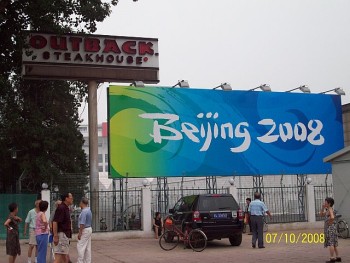 OUTBACK
STEAKHOUSE
Beijing 2008
07/10/2008